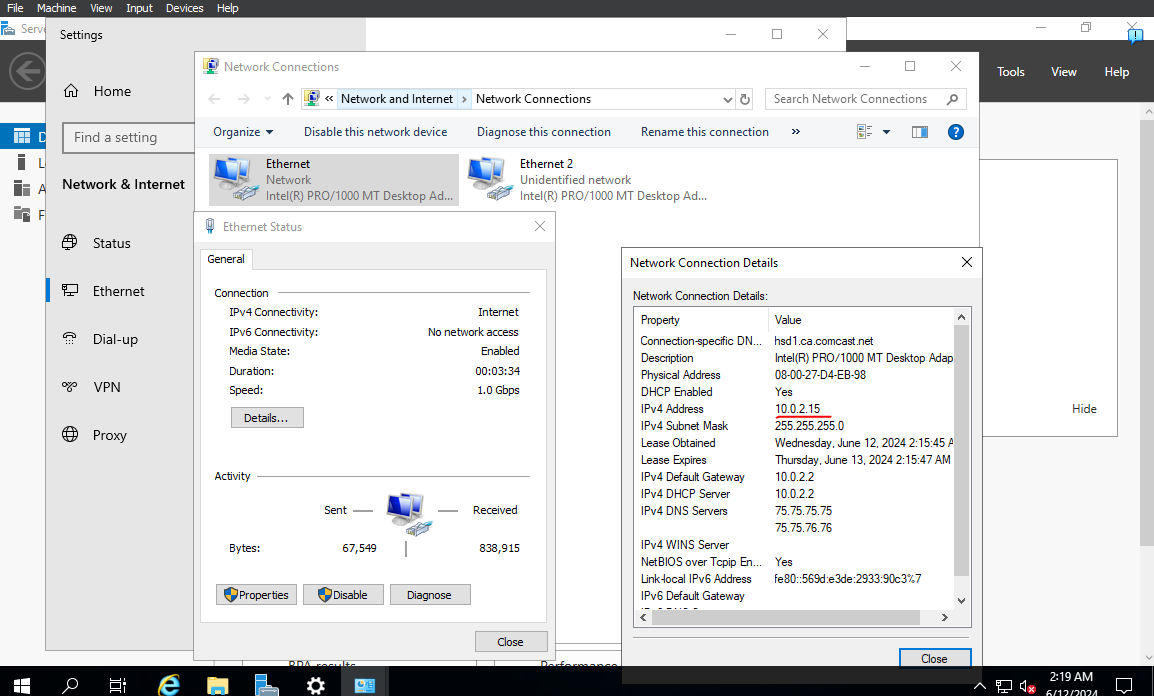 File Machine View Input Devices Help
Settings
Network Connections
Tools View Help
Home
« Network and Internet › Network Connections
Search Network Connections
Find a setting
Organize Disable this network device Diagnose this connection Rename this connection »
Network & Internet
Ethernet
Network
Intel(R) PRO/1000 MT Desktop Ad...
Ethernet 2
Unidentified network
Intel(R) PRO/1000 MT Desktop Ad...
Status
Ethernet
Dial-up
VPN
Proxy
Ethernet Status
General
Connection
IPv4 Connectivity: Internet
IPv6 Connectivity: No network access
Media State: Enabled
Duration: 00:03:34
Speed: 1.0 Gbps
Details...
Activity
Sent Received
Bytes: 67,549 838,915
Properties Disable Diagnose
Close
Network Connection Details
Network Connection Details:
Property Value
Connection-specific DN... hsd1.ca.comcast.net
Description Intel(R) PRO/1000 MT Desktop Adap
Physical Address 08-00-27-D4-EB-98
DHCP Enabled Yes
IPv4 Address 10.0.2.15
IPv4 Subnet Mask 255.255.255.0
Lease Obtained Wednesday, June 12, 2024 2:15:45 A
Lease Expires Thursday, June 13, 2024 2:15:47 AM
IPv4 Default Gateway 10.0.2.2
IPv4 DHCP Server 10.0.2.2
IPv4 DNS Servers 75.75.75.75
75.75.76.76
IPv4 WINS Server
NetBIOS over Tcpip En... Yes
Link-local IPv6 Address fe80::569d:e3de:2933:90c3%7
IPv6 Default Gateway
Close
Hide
BPA results
Performance
2:19 AM
6/12/2024